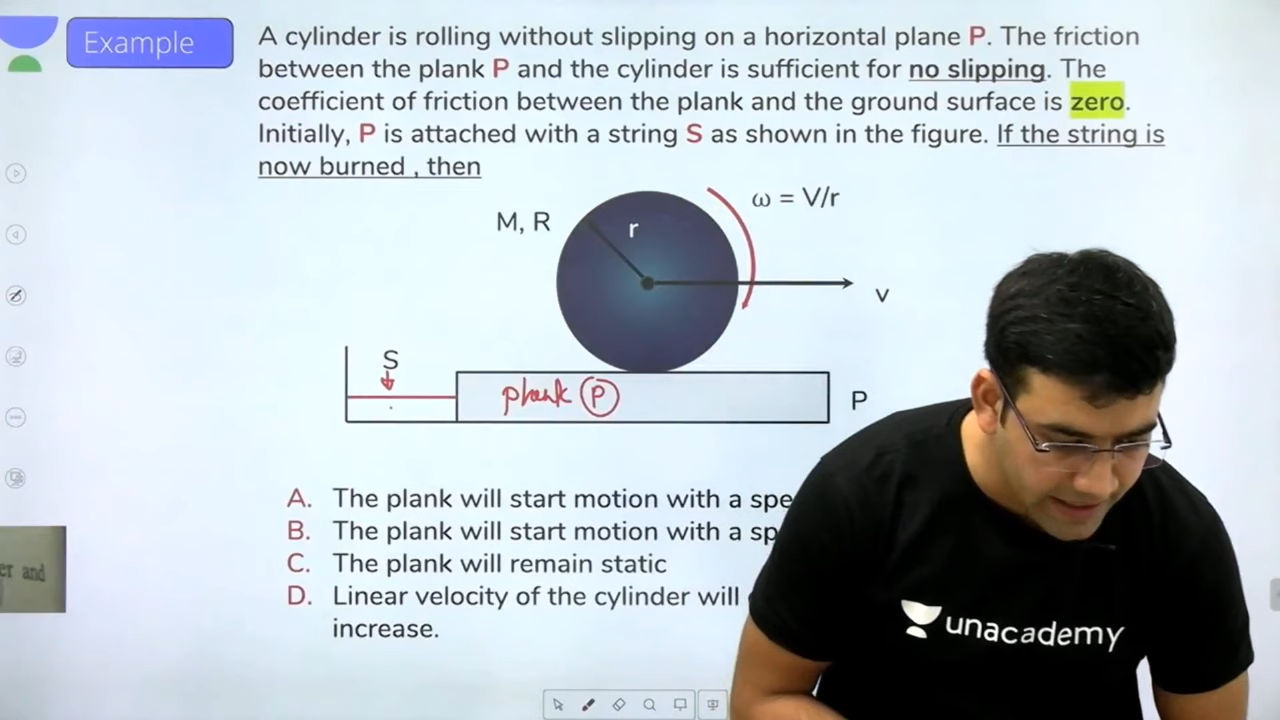 Example
A cylinder is rolling without slipping on a horizontal plane P. The friction
between the plank P and the cylinder is sufficient for no slipping. The
coefficient of friction between the plank and the ground surface is zero.
Initially, P is attached with a string S as shown in the figure. If the string is
now burned , then
ω = V/r
M, R
r
v
S
plank P
P
A. The plank will start motion with a spe
B. The plank will start motion with a sp
C. The plank will remain static
D. Linear velocity of the cylinder will
increase.
er and
unacademy